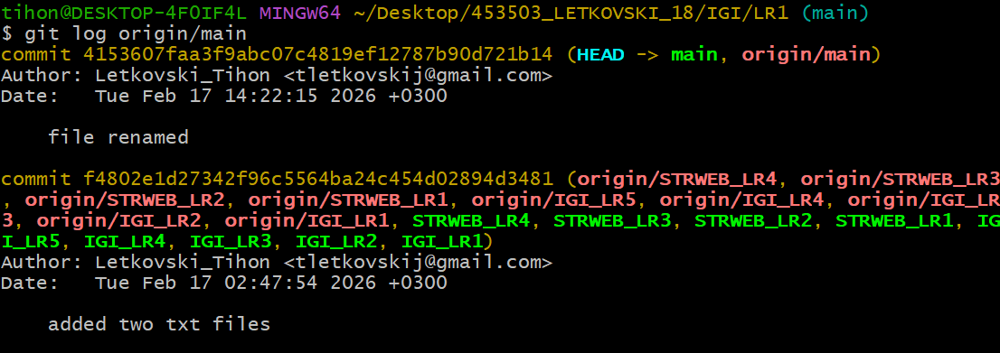 tihon@DESKTOP-4F0IF4L MINGW64 ~/Desktop/453503_LETKOVSKI_18/IGI/LR1 (main)
$ git log origin/main
commit 4153607faa3f9abc07c4819ef12787b90d721b14 (HEAD -> main, origin/main)
Author: Letkovski_Tihon <tletkovskij@gmail.com>
Date:   Tue Feb 17 14:22:15 2026 +0300
    file renamed
commit f4802e1d27342f96c5564ba24c454d02894d3481 (origin/STRWEB_LR4, origin/STRWEB_LR3
, origin/STRWEB_LR2, origin/STRWEB_LR1, origin/IGI_LR5, origin/IGI_LR4, origin/IGI_LR
3, origin/IGI_LR2, origin/IGI_LR1, STRWEB_LR4, STRWEB_LR3, STRWEB_LR2, STRWEB_LR1, IG
I_LR5, IGI_LR4, IGI_LR3, IGI_LR2, IGI_LR1)
Author: Letkovski_Tihon <tletkovskij@gmail.com>
Date:   Tue Feb 17 02:47:54 2026 +0300
    added two txt files